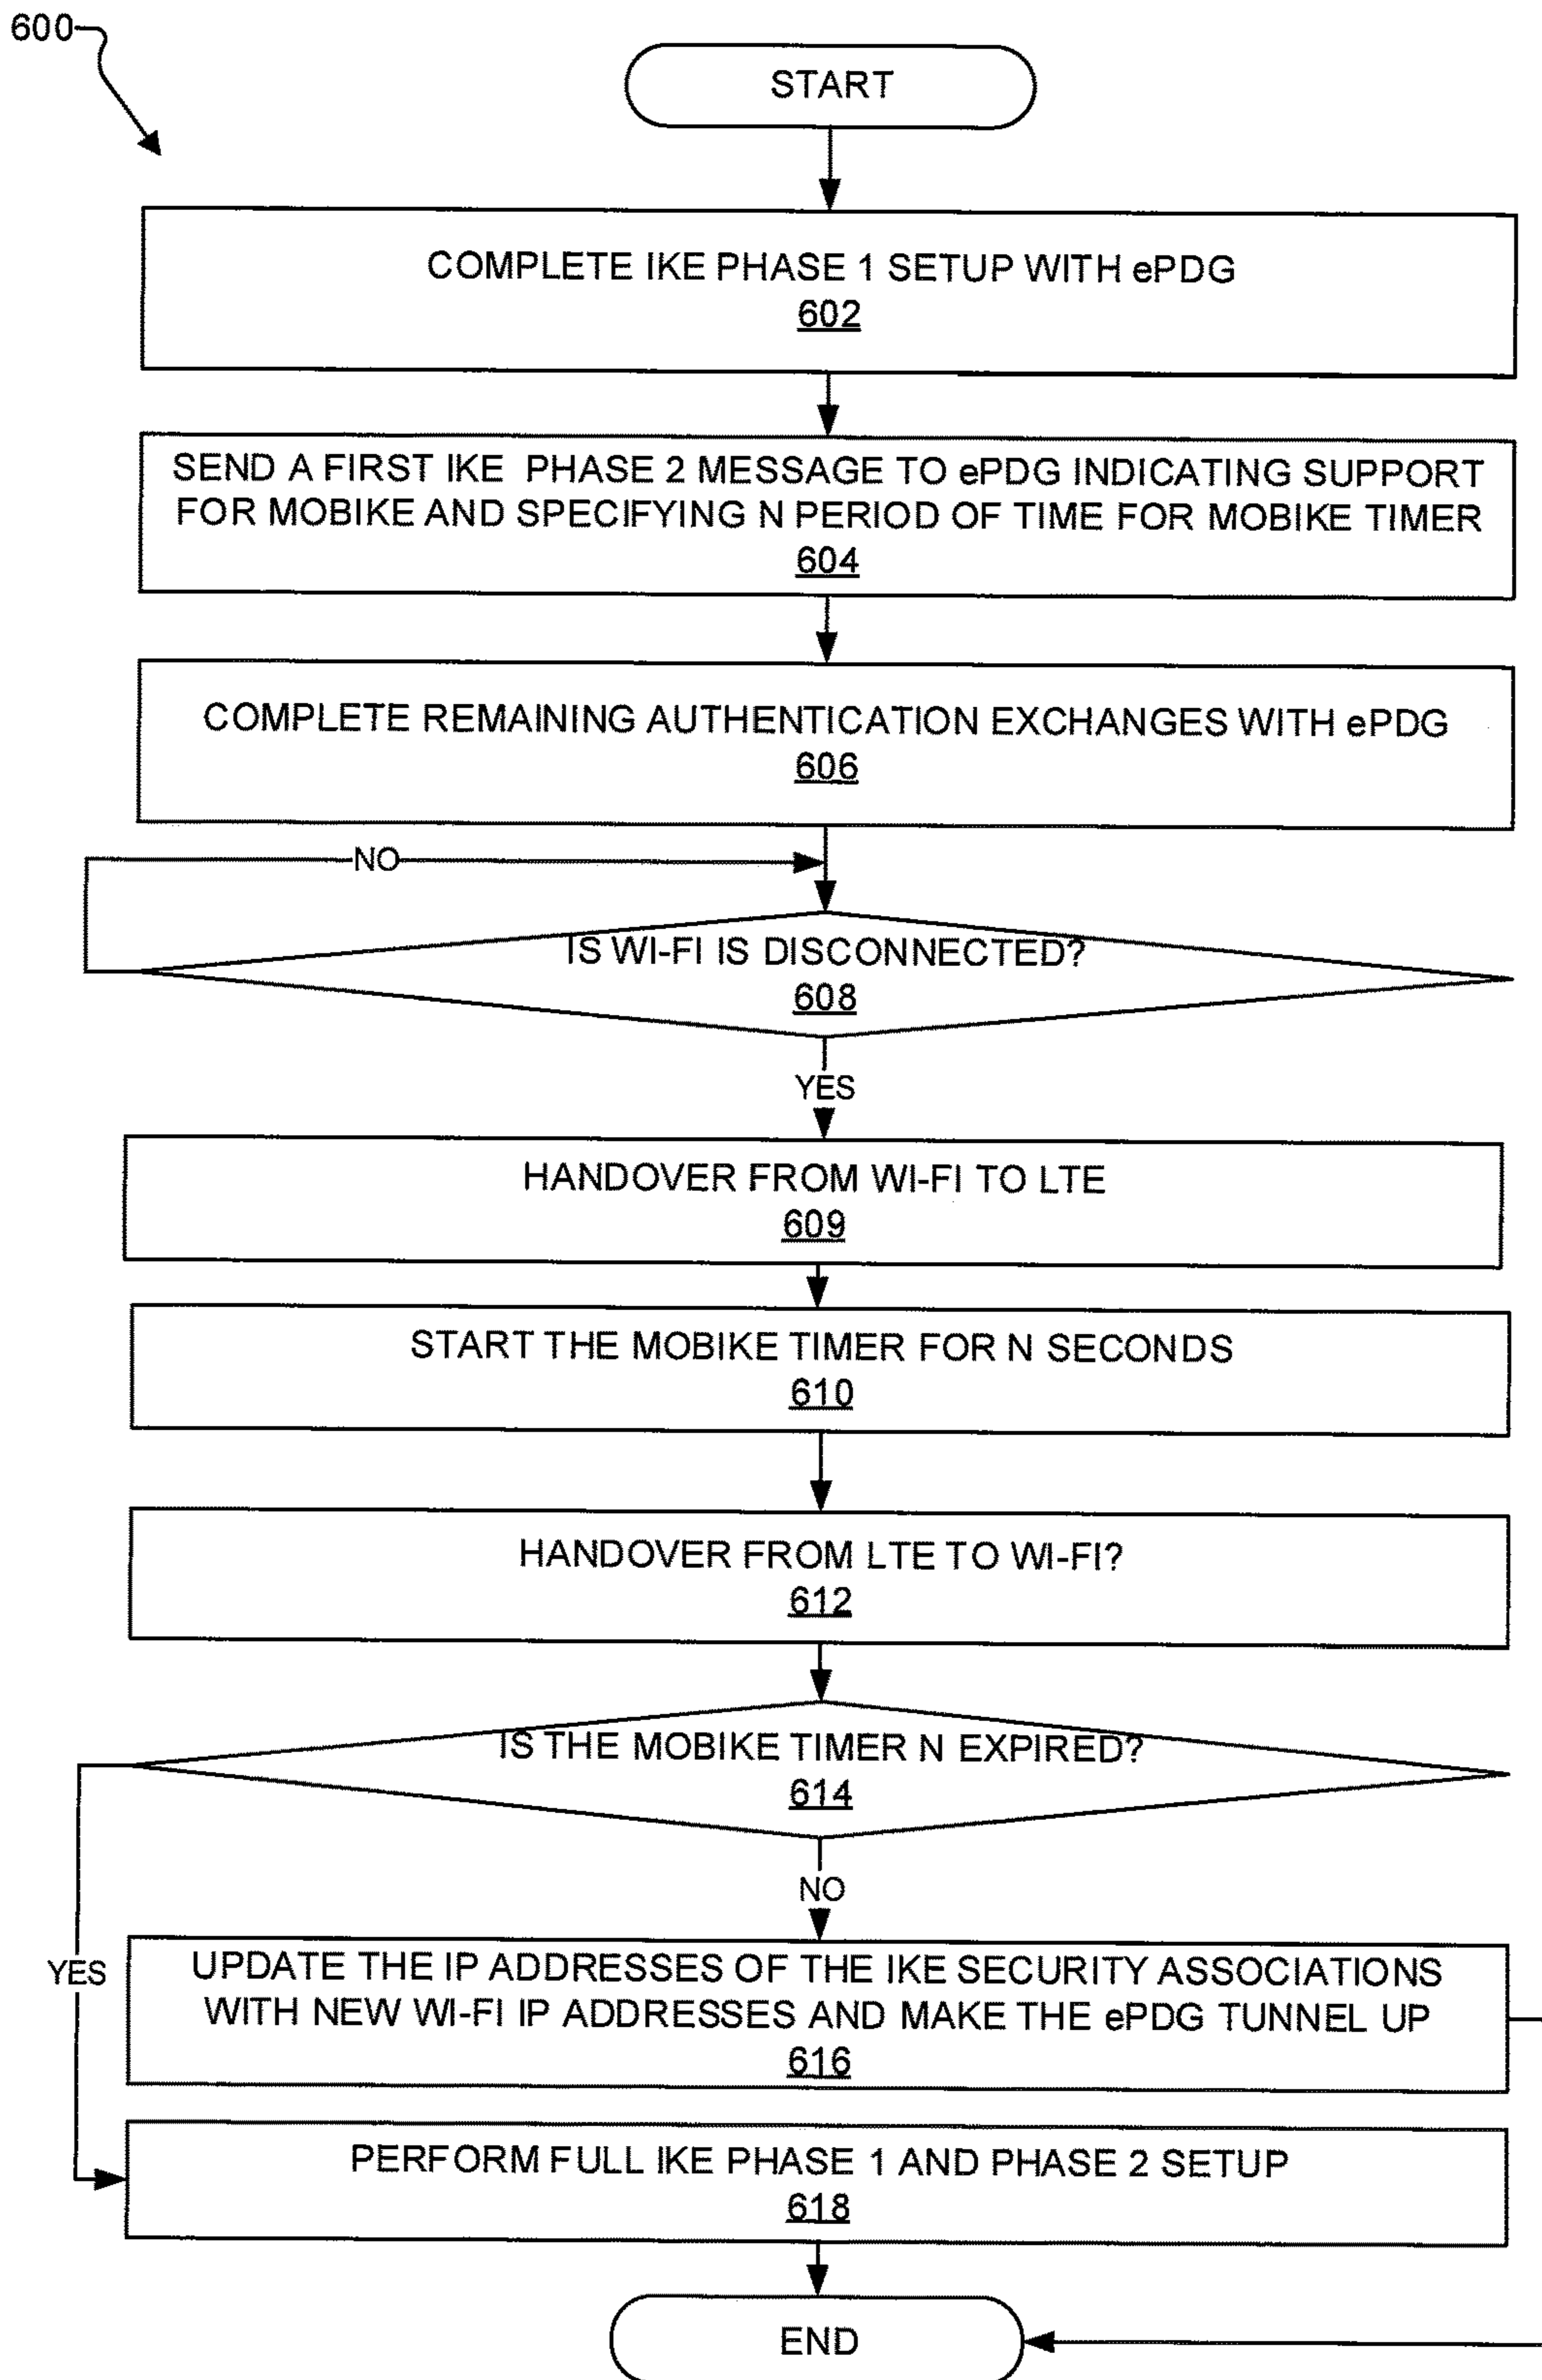 600
START
COMPLETE IKE PHASE 1 SETUP WITH ePDG
602
SEND A FIRST IKE PHASE 2 MESSAGE TO ePDG INDICATING SUPPORT
FOR MOBIKE AND SPECIFYING N PERIOD OF TIME FOR MOBIKE TIMER
604
COMPLETE REMAINING AUTHENTICATION EXCHANGES WITH ePDG
606
NO
IS WI-FI IS DISCONNECTED?
608
YES
HANDOVER FROM WI-FI TO LTE
609
START THE MOBIKE TIMER FOR N SECONDS
610
HANDOVER FROM LTE TO WI-FI?
612
IS THE MOBIKE TIMER N EXPIRED?
614
NO
YES
UPDATE THE IP ADDRESSES OF THE IKE SECURITY ASSOCIATIONS
WITH NEW WI-FI IP ADDRESSES AND MAKE THE ePDG TUNNEL UP
616
PERFORM FULL IKE PHASE 1 AND PHASE 2 SETUP
618
END